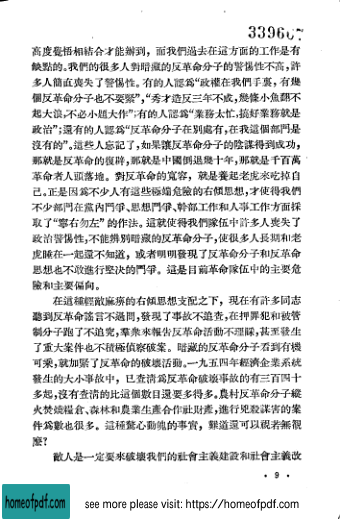 339607
高度覺悟相結合才能辦到，而我們過去在這方面的工作是有
缺點的。我們的很多人對暗藏的反革命分子的警惕性不高，許
多人簡直喪失了警惕性。有的人認爲“政權在我們手裏，有幾
個反革命分子也不要緊”，“秀才造反三年不成，幾條小魚翻不
起大浪，不必小題大作”；有的人認爲“業務太忙，搞好業務就是
政治”；還有的人認爲“反革命分子在別處有，在我這個部門是
沒有的”。這些人忘記了，如果讓反革命分子的陰謀得到成功，
那就是反革命的復辟，那就是中國倒退幾十年，那就是千百萬
革命者人頭落地。對反革命的寬容，就是養起老虎來吃掉自
己。正是因爲不少人有這些極端危險的右傾思想，才使得我們
不少部門在黨內鬥爭、思想鬥爭、幹部工作和人事工作方面採
取了“寧右勿左”的作法。這就使得我們隊伍中許多人喪失了
政治警惕性，不能辨別暗藏的反革命分子，使很多人長期和老
虎睡在一起還不知道，或者明明發現了反革命分子和反革命
思想也不敢進行堅決的鬥爭。這是目前革命隊伍中的主要危
險和主要偏向。
在這種輕敵麻痹的右傾思想支配之下，現在有許多同志
聽到反革命謠言不過問，發現了事故不追查，在押罪犯和被管
制分子跑了不追究，羣衆來報告反革命活動不理睬，甚至發生
了重大案件也不積極偵察破案。暗藏的反革命分子看到有機
可乘，就加緊了反革命的破壞活動。一九五四年經濟企業系統
發生的大小事故中，已查清爲反革命破壞事故的有三百四十
多起，沒有查清的比這個數目還要多得多。農村反革命分子縱
火焚燒糧倉、森林和農業生產合作社財產，進行兇殺謀害的案
件爲數也很多。這種驚心動魄的事實，難道還可以視若無覩
麼？
敵人是一定要來破壞我們的社會主義建設和社會主義改
· 9 ·
homeofpdf.com
see more please visit: https://homeofpdf.com